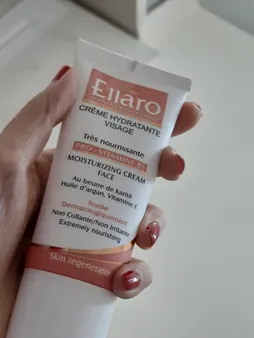 Ellaro
CRÈME HYDRATANTE
VISAGE
Très nourrissante
PRO-VITAMINE B5
MOISTURIZING CREAM
FACE
Au beurre de karité
Huile d'argan, Vitamine E
Testée
Dermatologiquement
Non Collante/Non irritante
Extremely nourishing
Skin regenerator